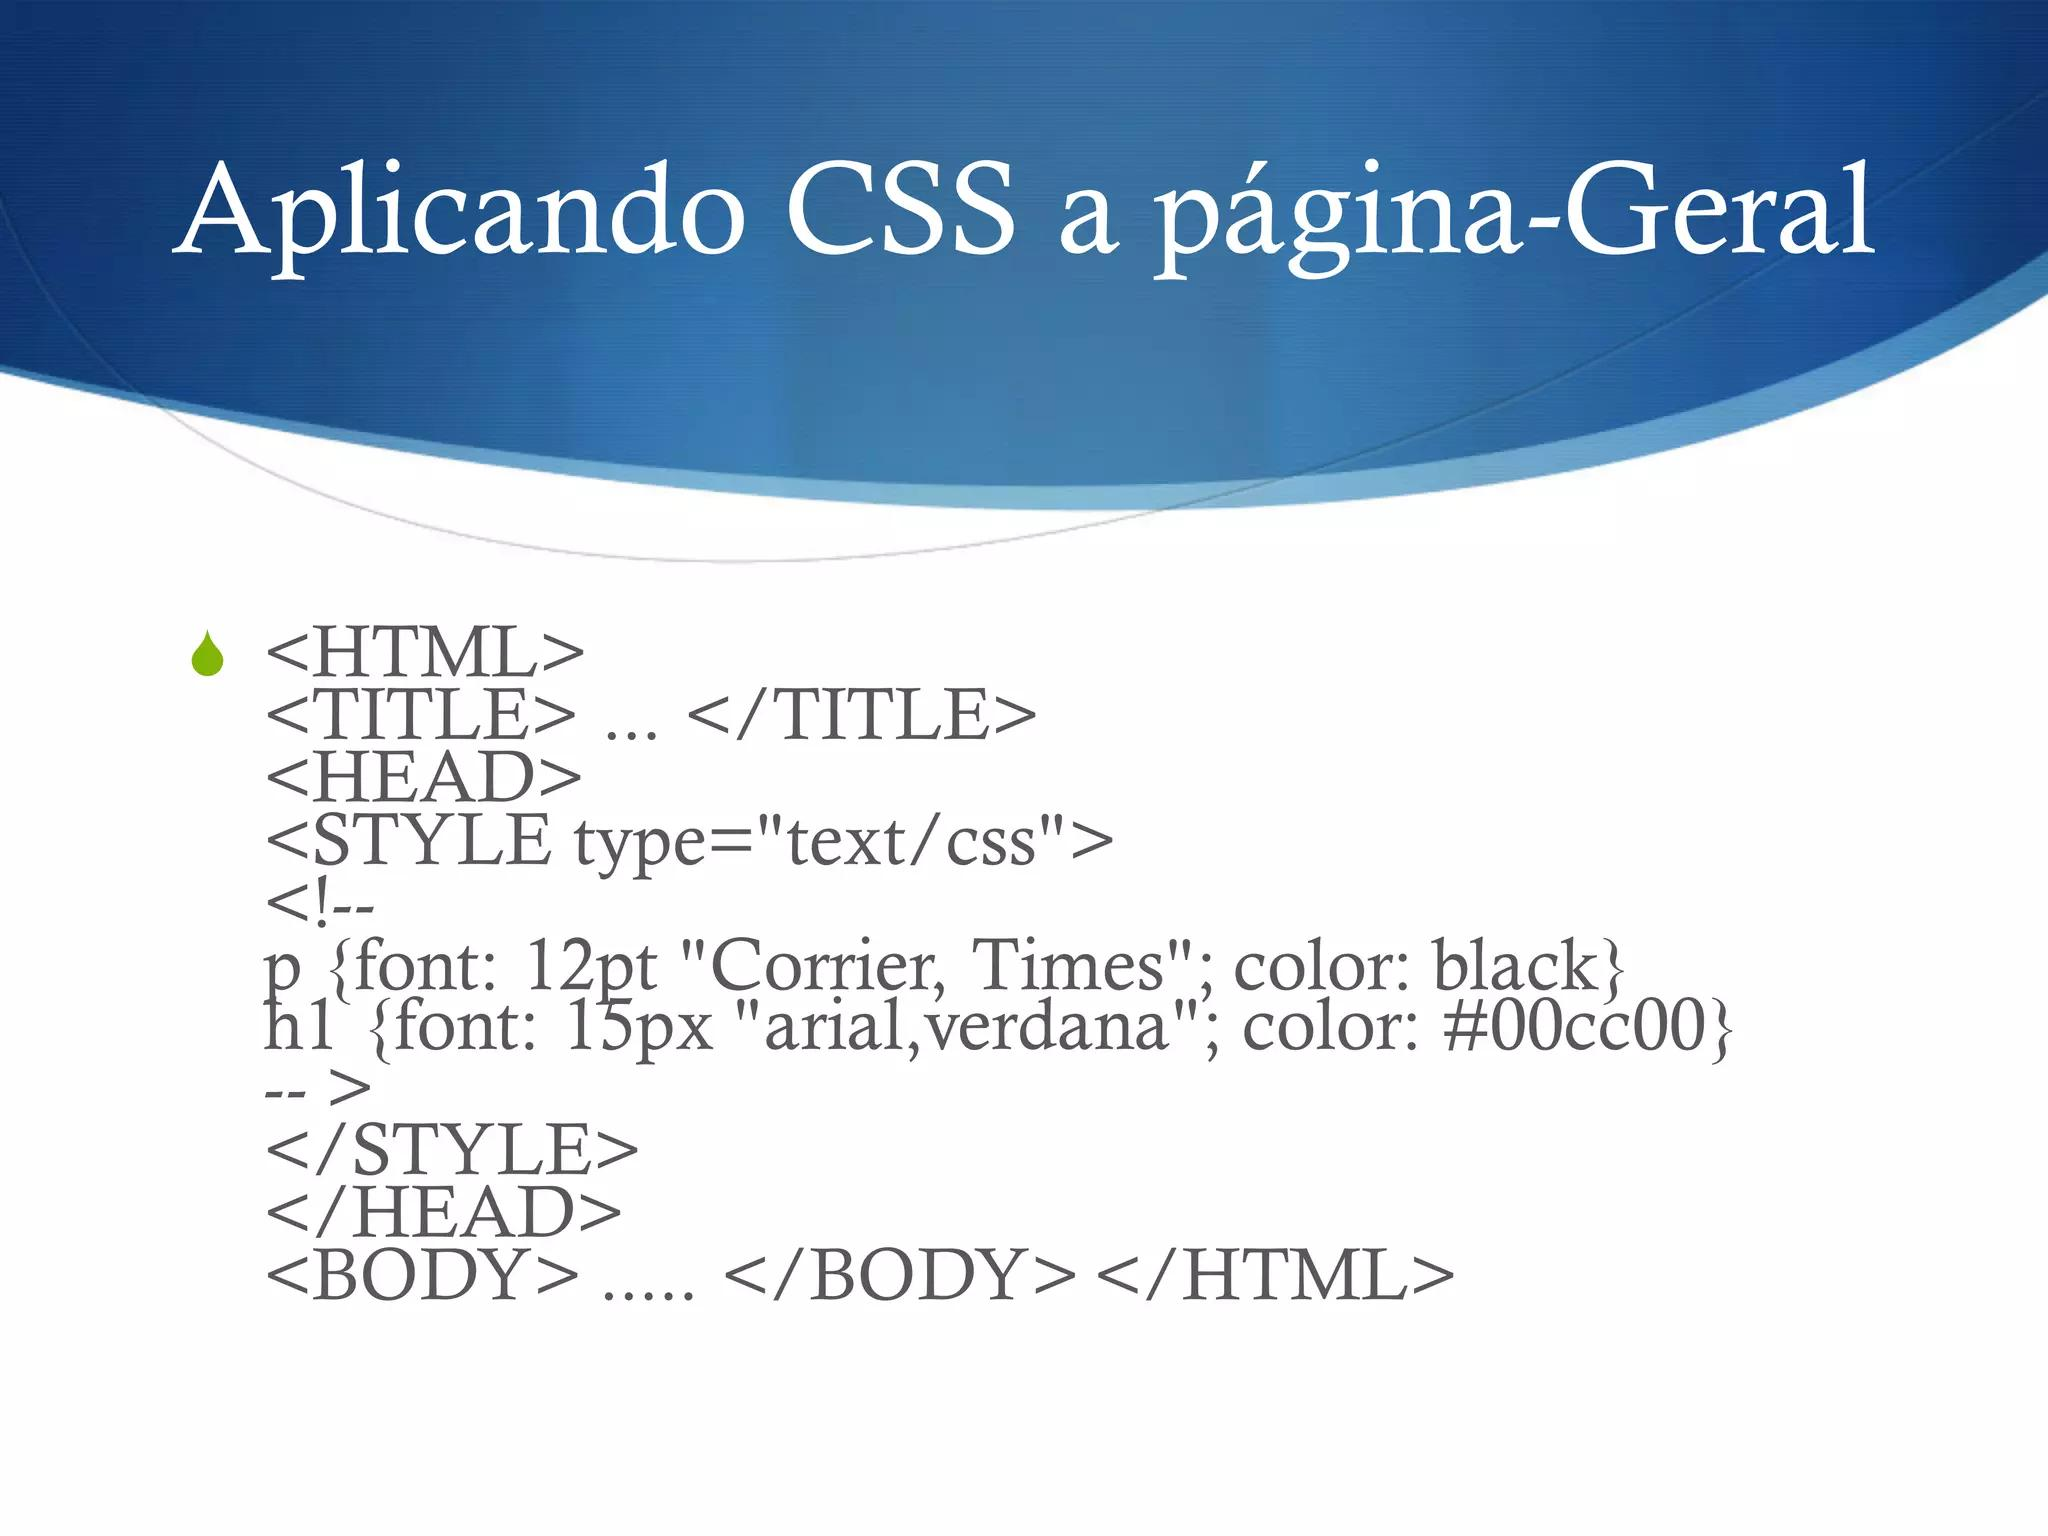 Aplicando CSS a página-Geral
<HTML>
<TITLE> ... </TITLE>
<HEAD>
<STYLE type="text/css">
<!--
p {font: 12pt "Corrier, Times"; color: black}
h1 {font: 15px "arial,verdana"; color: #00cc00}
-- >
</STYLE>
</HEAD>
<BODY> ..... </BODY> </HTML>